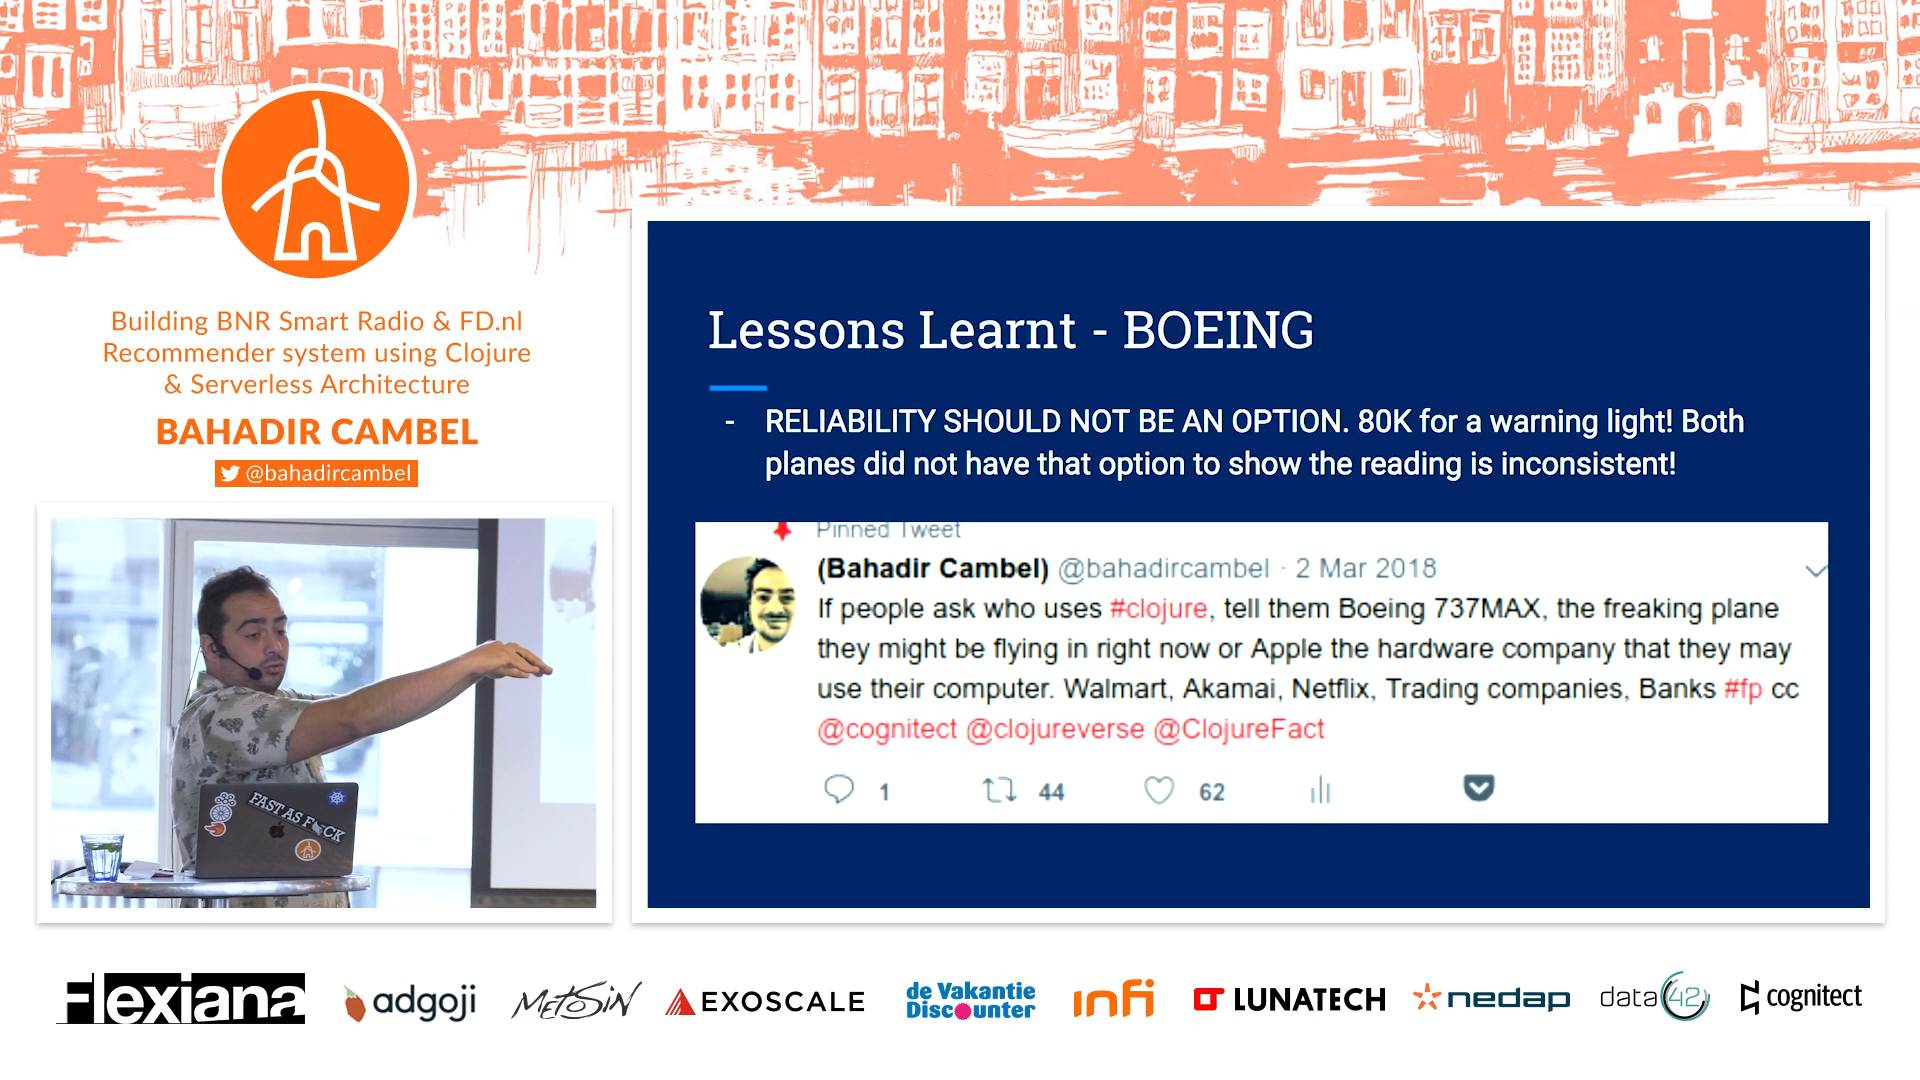 Building BNR Smart Radio & FD.nl
Recommender system using Clojure
& Serverless Architecture
BAHADIR CAMBEL
@bahadircambel
FAST AS F CK
Lessons Learnt - BOEING
- RELIABILITY SHOULD NOT BE AN OPTION. 80K for a warning light! Both
planes did not have that option to show the reading is inconsistent!
Pinned Tweet
(Bahadir Cambel) @bahadircambel · 2 Mar 2018
If people ask who uses #clojure, tell them Boeing 737MAX, the freaking plane
they might be flying in right now or Apple the hardware company that they may
use their computer. Walmart, Akamai, Netflix, Trading companies, Banks #fp cc
@cognitect @clojureverse @ClojureFact
1 44 62
Flexiana adgoji METOSIN EXOSCALE de Vakantie Discounter infi LUNATECH nedap data 42 cognitect